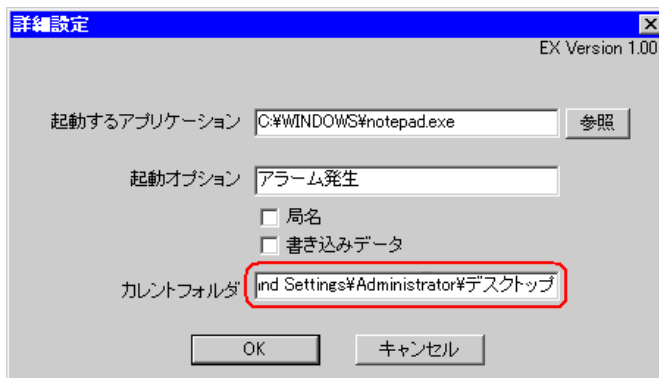 詳細設定
EX Version 1.00
起動するアプリケーション C:¥WINDOWS¥notepad.exe 参照
起動オプション アラーム発生
局名
書き込みデータ
カレントフォルダ nd Settings¥Administrator¥デスクトップ
OK キャンセル